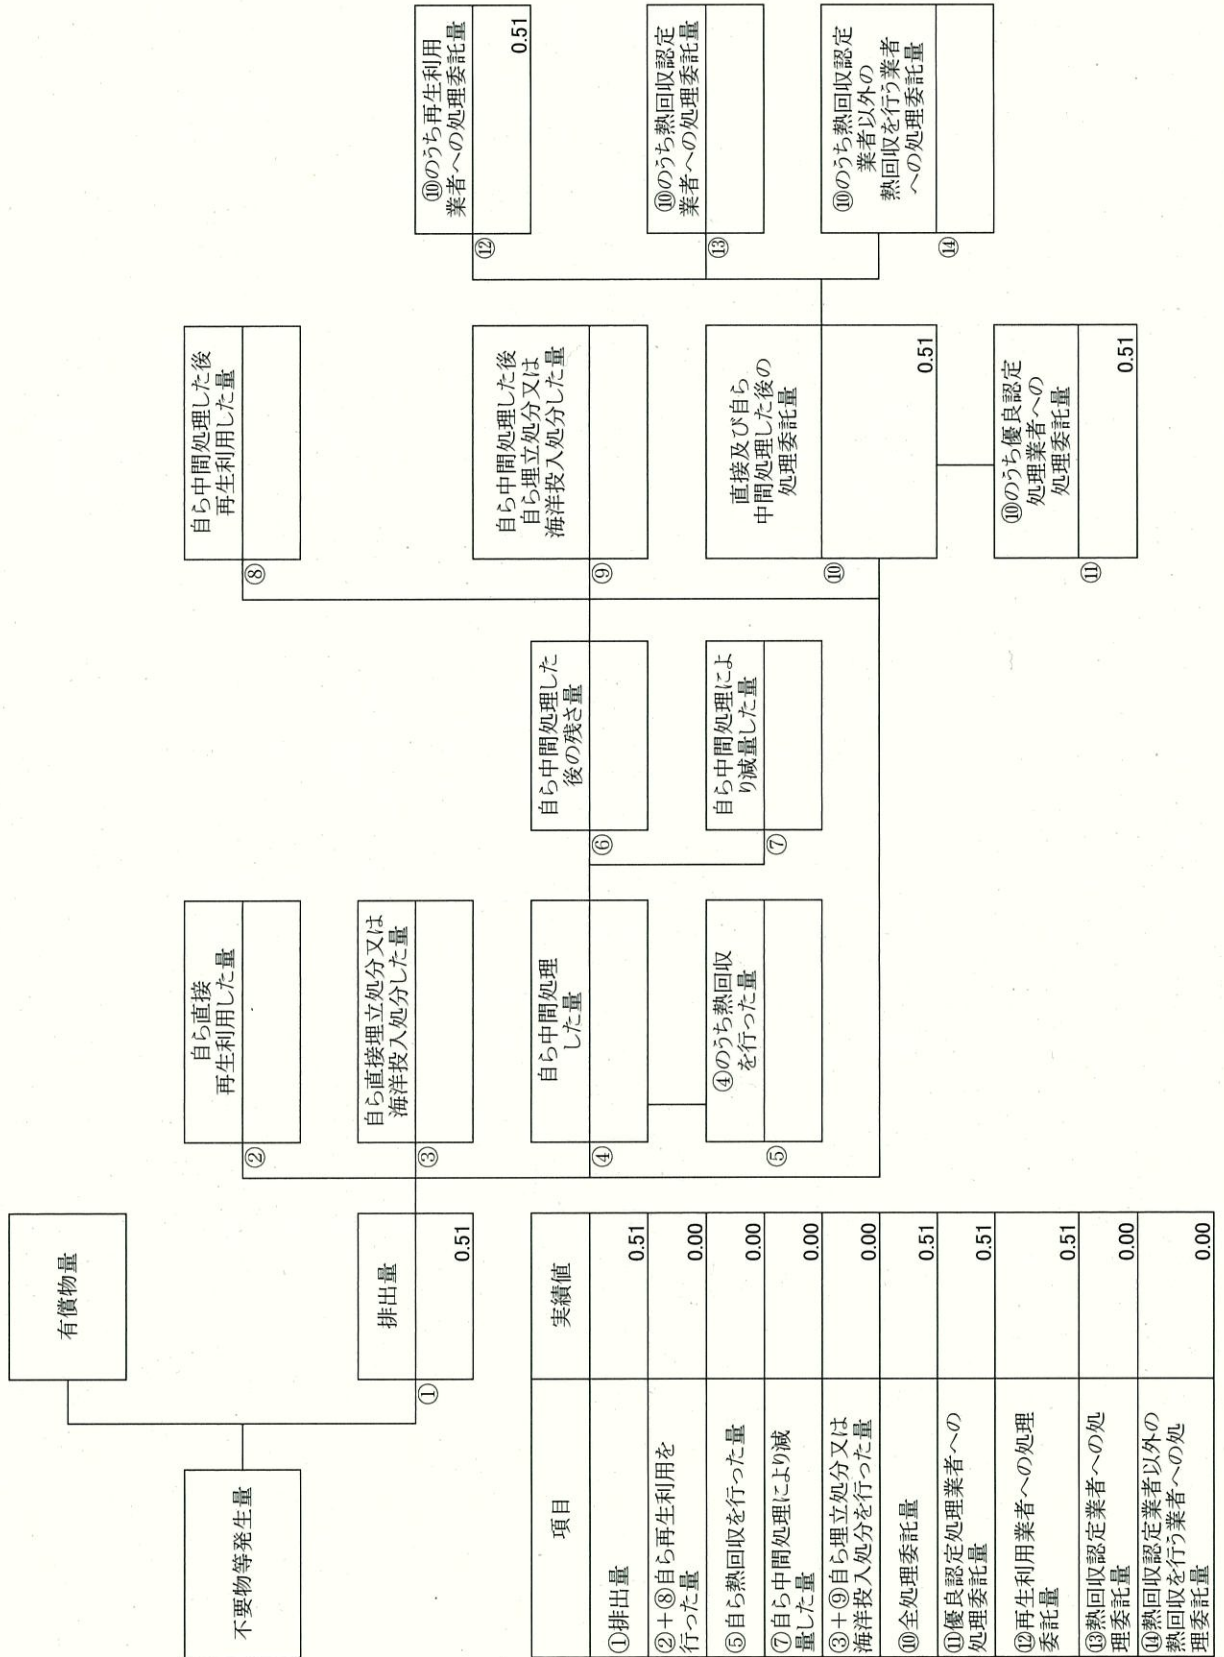 不要物等発生量
有償物量
排出量
①
0.51
自ら直接
再生利用した量
②
自ら直接埋立処分又は
海洋投入処分した量
③
自ら中間処理
した量
④
④のうち熱回収
を行った量
⑤
自ら中間処理した
後の残さ量
⑥
自ら中間処理によ
り減量した量
⑦
自ら中間処理した後
再生利用した量
⑧
自ら中間処理した後
自ら埋立処分又は
海洋投入処分した量
⑨
直接及び自ら
中間処理した後の
処理委託量
⑩
0.51
⑩のうち優良認定
処理業者への
処理委託量
⑪
0.51
⑩のうち再生利用
業者への処理委託量
⑫
0.51
⑩のうち熱回収認定
業者への処理委託量
⑬
⑩のうち熱回収認定
業者以外の
熱回収を行う業者
への処理委託量
⑭
項目 実績値
①排出量 0.51
②+⑧自ら再生利用を
行った量 0.00
⑤自ら熱回収を行った量 0.00
⑦自ら中間処理により減
量した量 0.00
③+⑨自ら埋立処分又は
海洋投入処分を行った量 0.00
⑩全処理委託量 0.51
⑪優良認定処理業者への
処理委託量 0.51
⑫再生利用業者への処理
委託量 0.51
⑬熱回収認定業者への処
理委託量 0.00
⑭熱回収認定業者以外の
熱回収を行う業者への処
理委託量 0.00